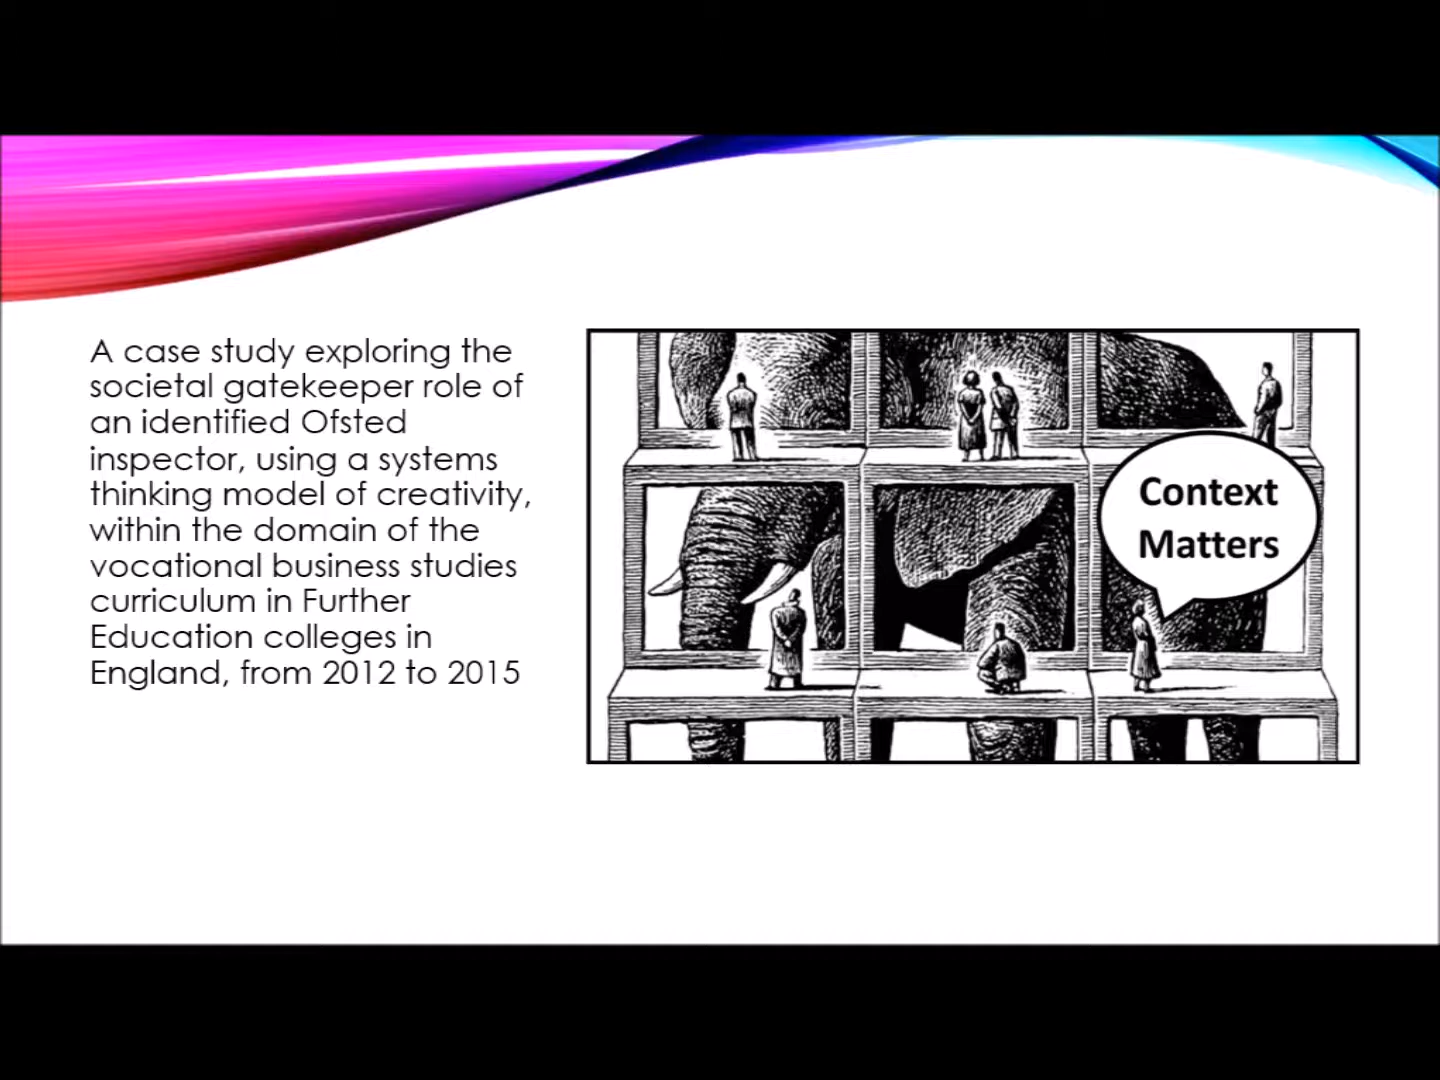 A case study exploring the
societal gatekeeper role of
an identified Ofsted
inspector, using a systems
thinking model of creativity,
within the domain of the
vocational business studies
curriculum in Further
Education colleges in
England, from 2012 to 2015
Context
Matters